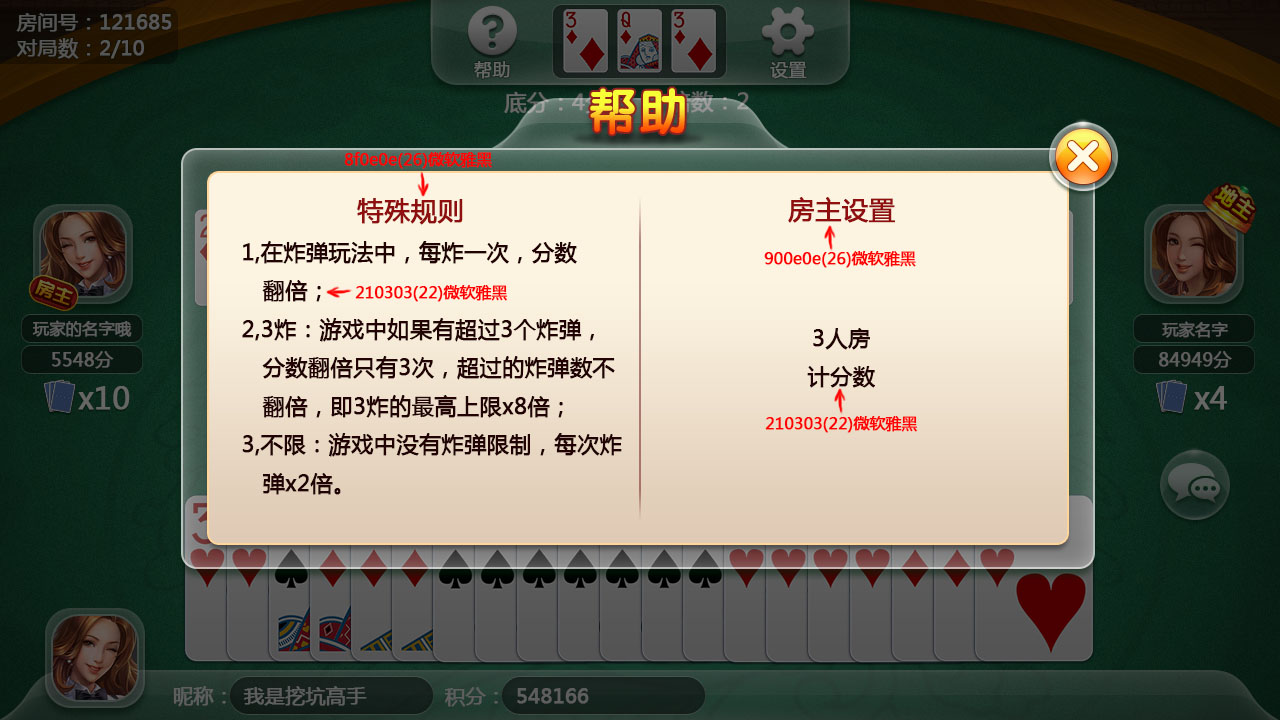 房间号：121685
对局数：2/10
帮助
3
Q
3
设置
底分：4
数：2
帮助
8f0e0e(26)微软雅黑
特殊规则
1,在炸弹玩法中，每炸一次，分数
翻倍；
210303(22)微软雅黑
2,3炸：游戏中如果有超过3个炸弹，
分数翻倍只有3次，超过的炸弹数不
翻倍，即3炸的最高上限x8倍；
3,不限：游戏中没有炸弹限制，每次炸
弹x2倍。
房主设置
900e0e(26)微软雅黑
3人房
计分数
210303(22)微软雅黑
房主
玩家的名字哦
5548分
x10
地主
玩家名字
84949分
x4
2
3
昵称：我是挖坑高手
积分：548166